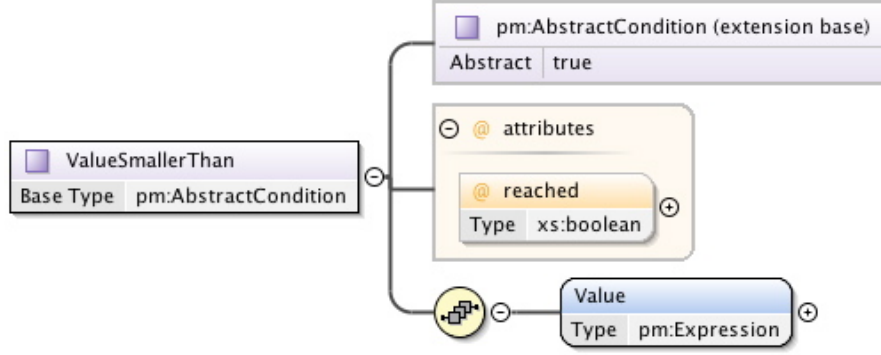 pm:AbstractCondition (extension base)
Abstract true
@ attributes
ValueSmallerThan
Base Type pm:AbstractCondition
@ reached
Type xs:boolean
Value
Type pm:Expression